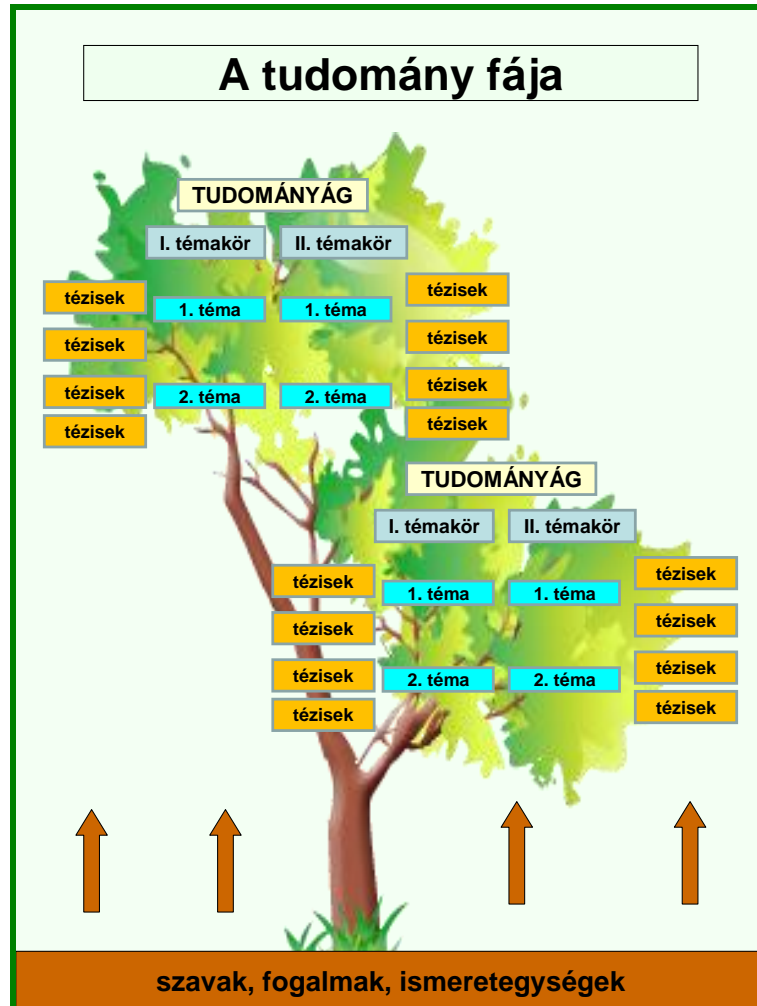 A tudomány fája
TUDOMÁNYÁG
I. témakör
II. témakör
tézisek
1. téma
1. téma
tézisek
tézisek
tézisek
tézisek
2. téma
2. téma
tézisek
tézisek
tézisek
TUDOMÁNYÁG
I. témakör
II. témakör
tézisek
1. téma
1. téma
tézisek
tézisek
tézisek
tézisek
2. téma
2. téma
tézisek
tézisek
tézisek
szavak, fogalmak, ismeretegységek